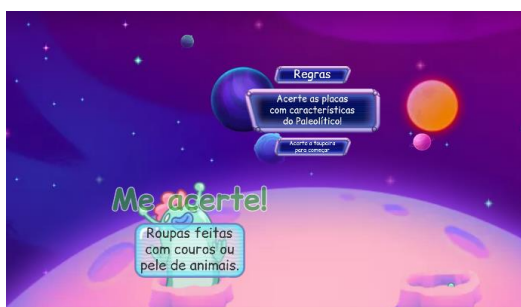 Regras
Acerte as placas
com características
do Paleolítico!
Acerte a toupeira
para começar
Me acerte!
Roupas feitas
com couros ou
pele de animais.